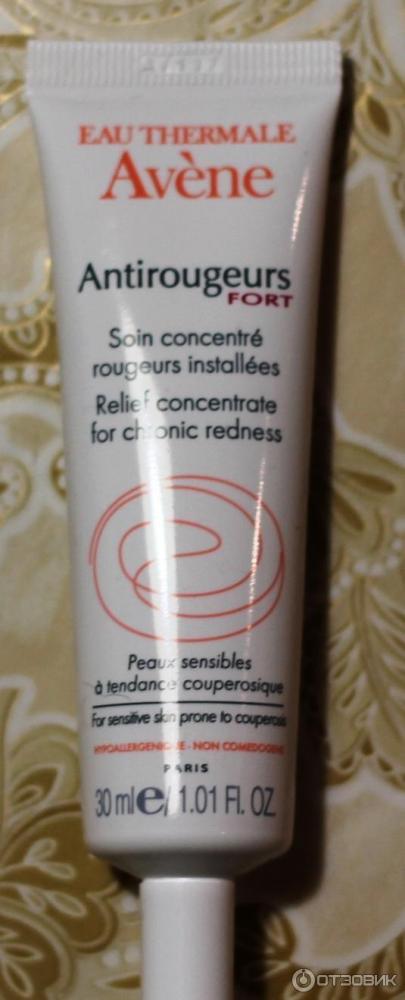 EAU THERMALE
Avène
Antirougeurs
FORT
Soin concentré
rougeurs installées
Relief concentrate
for chronic redness
Peaux sensibles
à tendance couperosique
For sensitive skin prone to couperosis
HYPOALLERGENIQUE - NON COMEDOGENE
PARIS
30 ml e/1.01 Fl. OZ
ОТЗОВИК